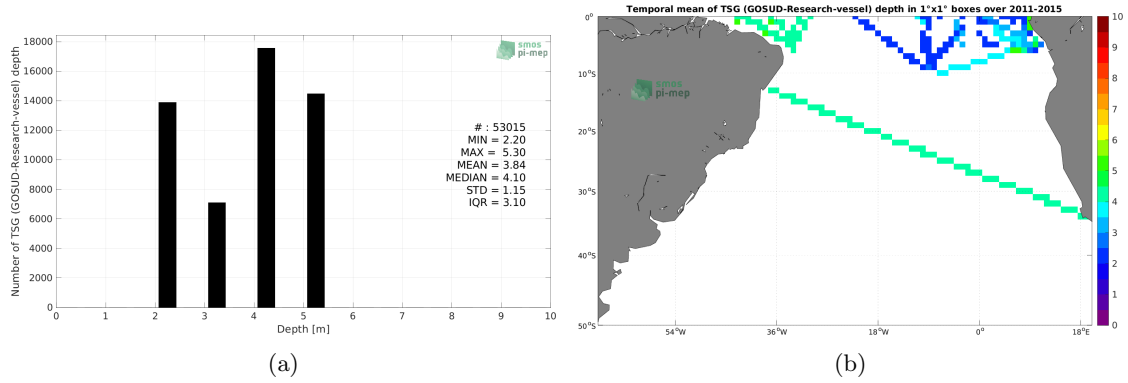 Temporal mean of TSG (GOSUD-Research-vessel) depth in 1°x1° boxes over 2011-2015
Number of TSG (GOSUD-Research-vessel) depth
18000
16000
14000
12000
10000
8000
6000
4000
2000
0
smos
pi-mep
# : 53015
MIN = 2.20
MAX = 5.30
MEAN = 3.84
MEDIAN = 4.10
STD = 1.15
IQR = 3.10
0 1 2 3 4 5 6 7 8 9 10
Depth [m]
(a)
0°
10°S
20°S
30°S
40°S
50°S
smos
pi-mep
54°W 36°W 18°W 0° 18°E
10
9
8
7
6
5
4
3
2
1
0
(b)